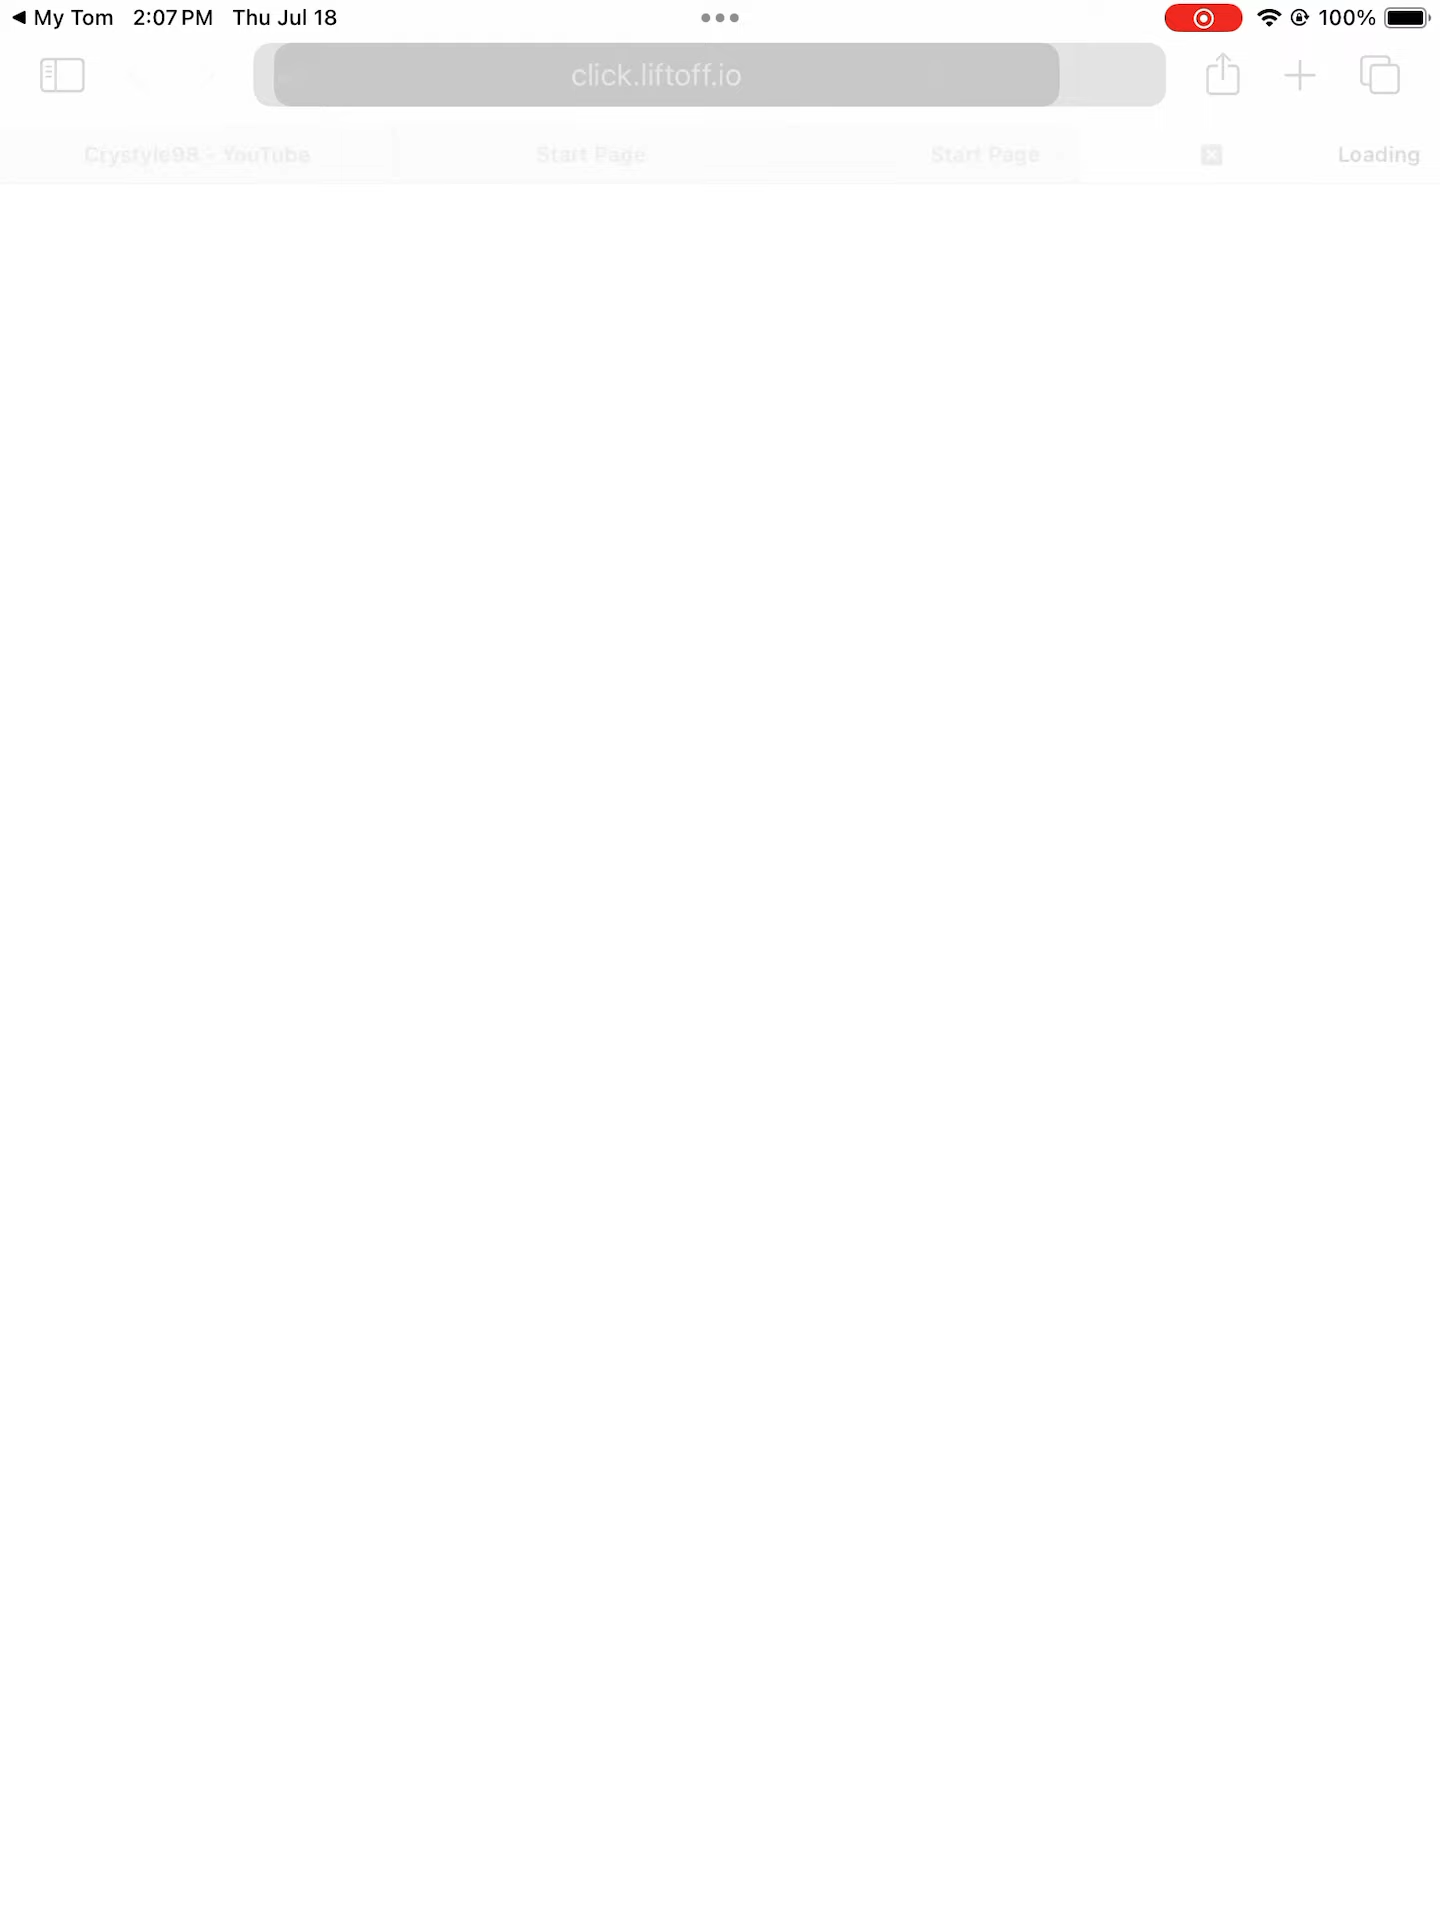 My Tom 2:07 PM Thu Jul 18 100%
click.liftoff.io
Crystyle98 - YouTube Start Page Start Page Loading